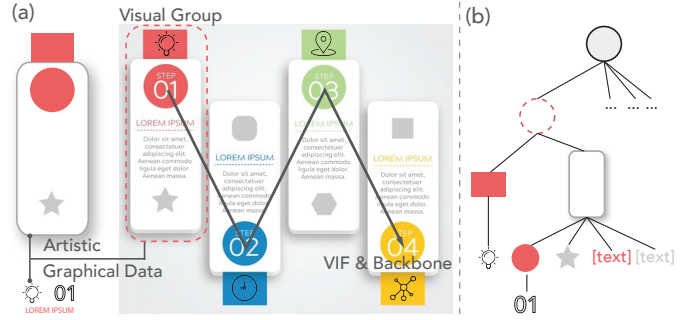 (a)
Visual Group
STEP
01
LOREM IPSUM
Dolor sit amet,
consectetuer
adipiscing elit.
Aenean commodo
ligula eget dolor.
Aenean massa.
LOREM IPSUM
Dolor sit amet,
consectetuer
adipiscing elit.
Aenean commodo
ligula eget dolor.
Aenean massa.
STEP
02
STEP
03
LOREM IPSUM
Dolor sit amet,
consectetuer
adipiscing elit.
Aenean commodo
ligula eget dolor.
Aenean massa.
LOREM IPSUM
Dolor sit amet,
consectetuer
adipiscing elit.
Aenean commodo
ligula eget dolor.
Aenean massa.
STEP
04
VIF & Backbone
Artistic
Graphical Data
01
LOREM IPSUM
(b)
... ... ...
[text] [text]
01